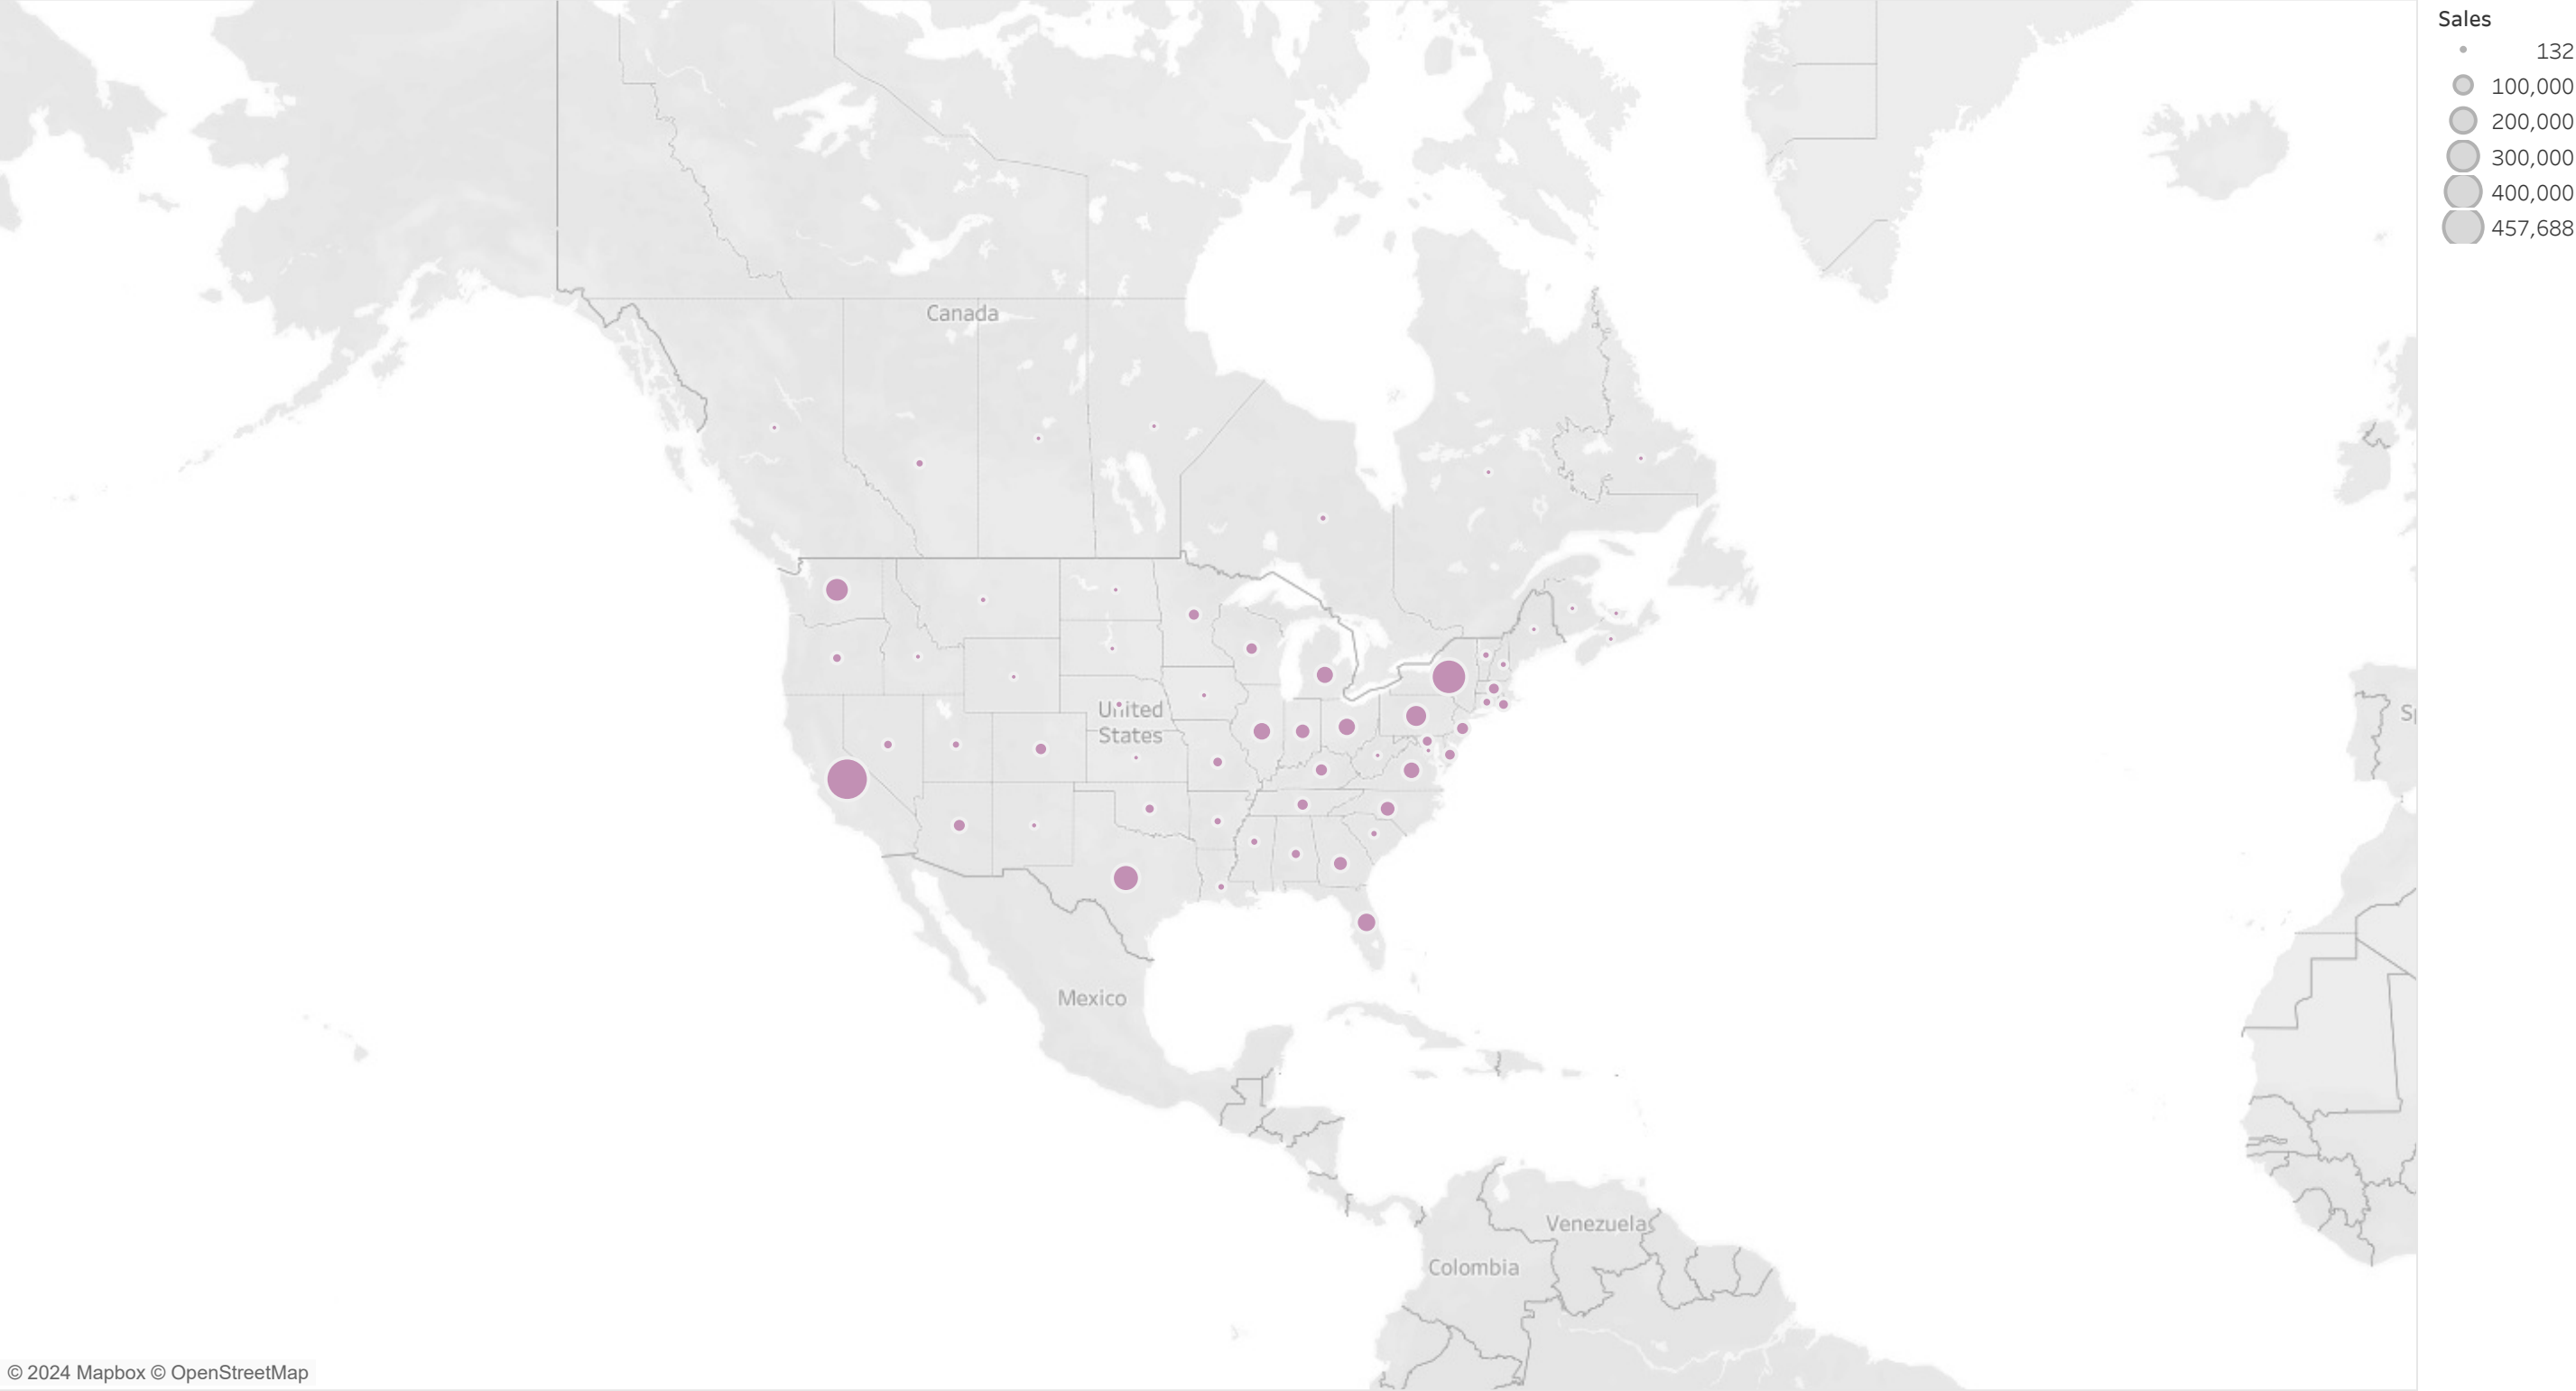 Sales
132
100,000
200,000
300,000
400,000
457,688
Canada
United
States
Mexico
Venezuela
Colombia
Sp
© 2024 Mapbox © OpenStreetMap